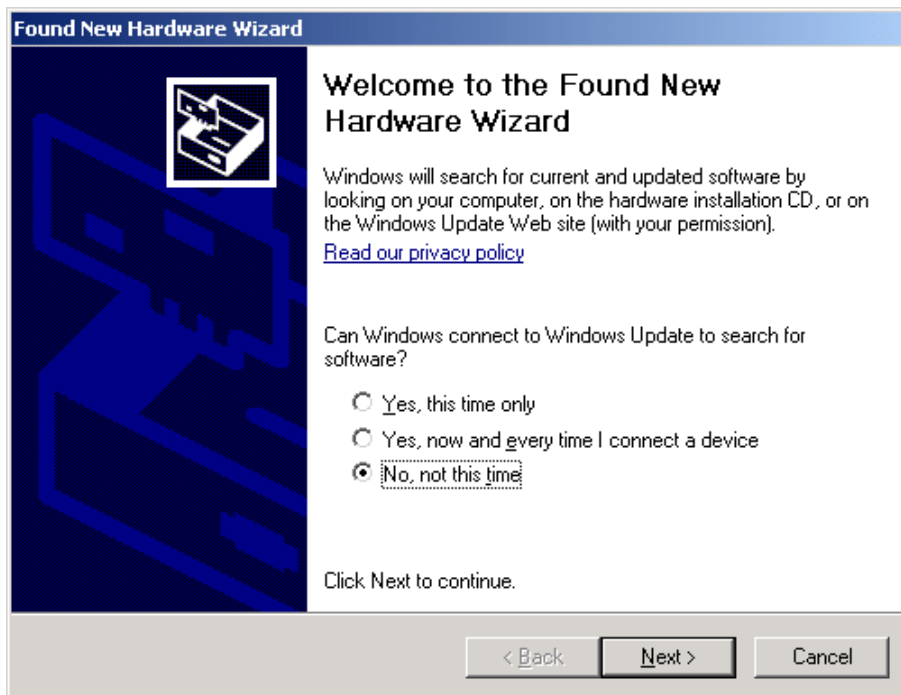 Found New Hardware Wizard
Welcome to the Found New
Hardware Wizard
Windows will search for current and updated software by
looking on your computer, on the hardware installation CD, or on
the Windows Update Web site (with your permission).
Read our privacy policy
Can Windows connect to Windows Update to search for
software?
Yes, this time only
Yes, now and every time I connect a device
No, not this time
Click Next to continue.
< Back
Next >
Cancel